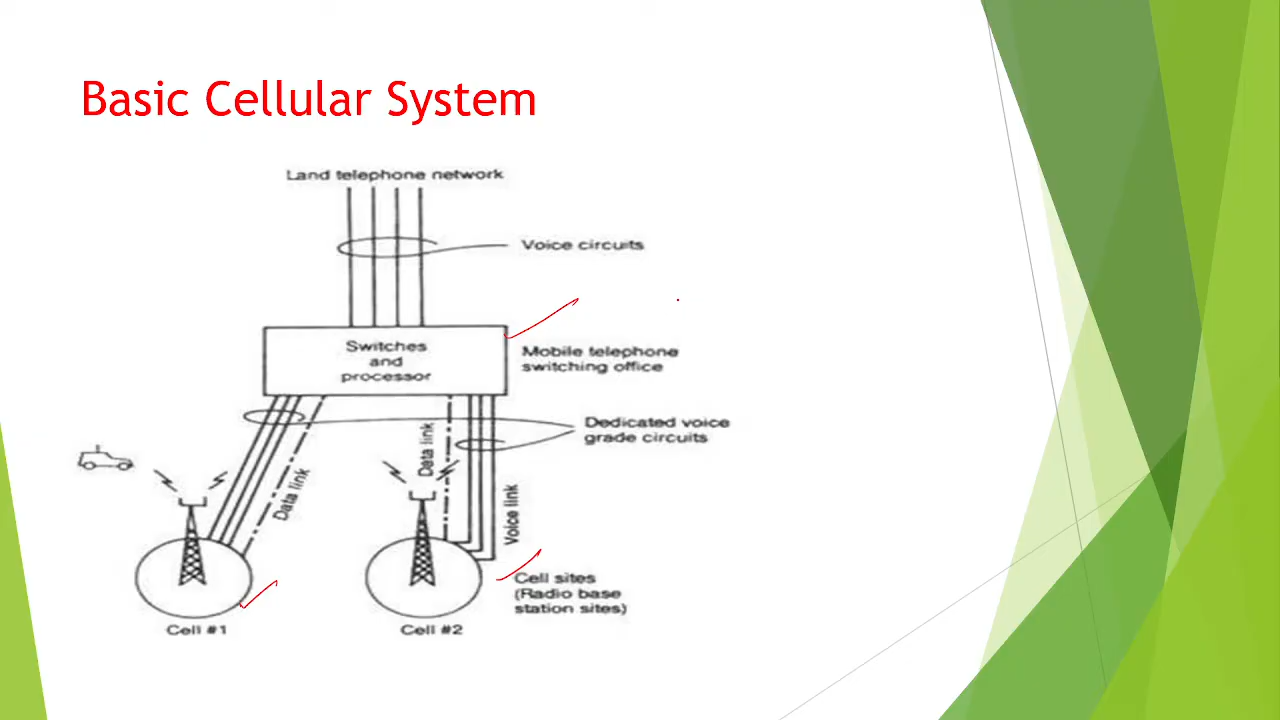 Basic Cellular System
Land telephone network
Voice circuits
Switches
and
processor
Mobile telephone
switching office
Dedicated voice
grade circuits
Data link
Data link
Voice link
Cell sites
(Radio base
station sites)
Cell #1
Cell #2